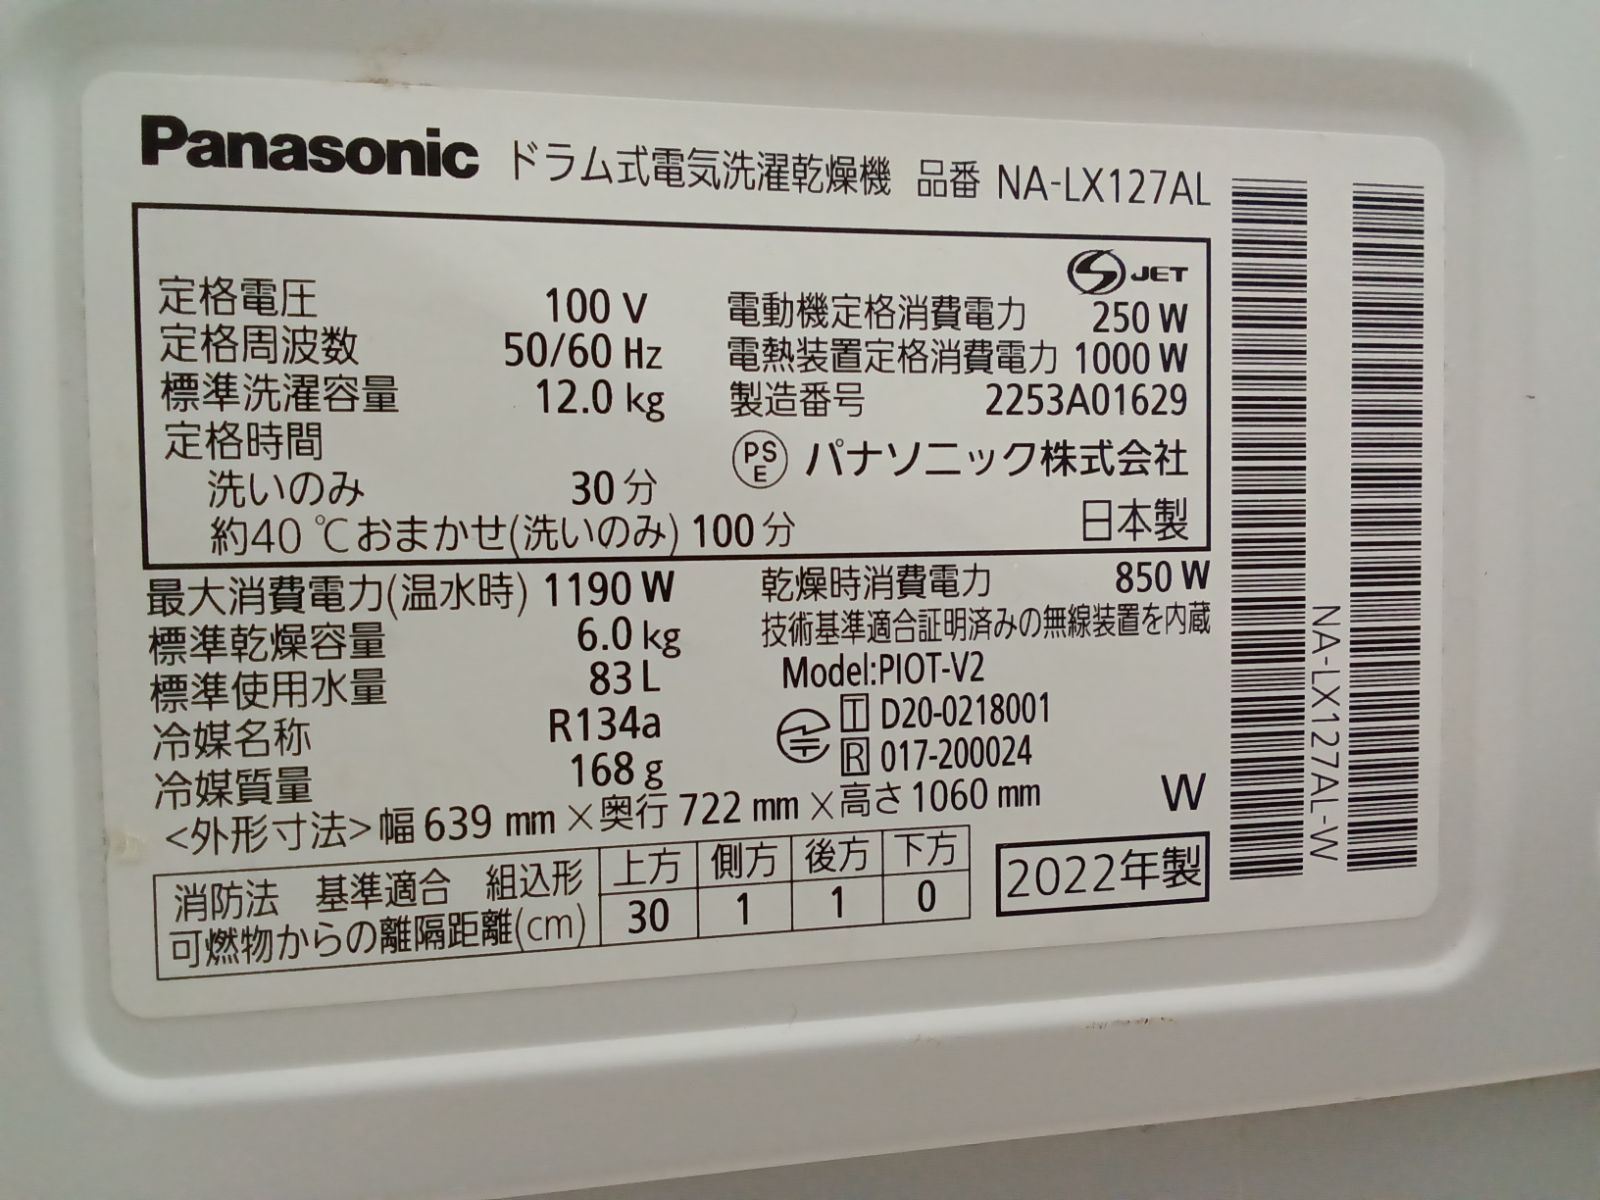 Panasonic ドラム式電気洗濯乾燥機 品番 NA-LX127AL
S JET
定格電圧 100 V
定格周波数 50/60 Hz
標準洗濯容量 12.0 kg
定格時間
洗いのみ 30 分
約40 ℃おまかせ(洗いのみ) 100 分
電動機定格消費電力 250 W
電熱装置定格消費電力 1000 W
製造番号 2253A01629
PSE パナソニック株式会社
日本製
最大消費電力(温水時) 1190 W
標準乾燥容量 6.0 kg
標準使用水量 83 L
冷媒名称 R134a
冷媒質量 168 g
乾燥時消費電力 850 W
技術基準適合証明済みの無線装置を内蔵
Model:PIOT-V2
T D20-0218001
R 017-200024
<外形寸法>幅 639 mm×奥行 722 mm×高さ 1060 mm
W
消防法 基準適合 組込形
可燃物からの離隔距離(cm)
上方 側方 後方 下方
30 1 1 0
2022年製
NA-LX127AL-W